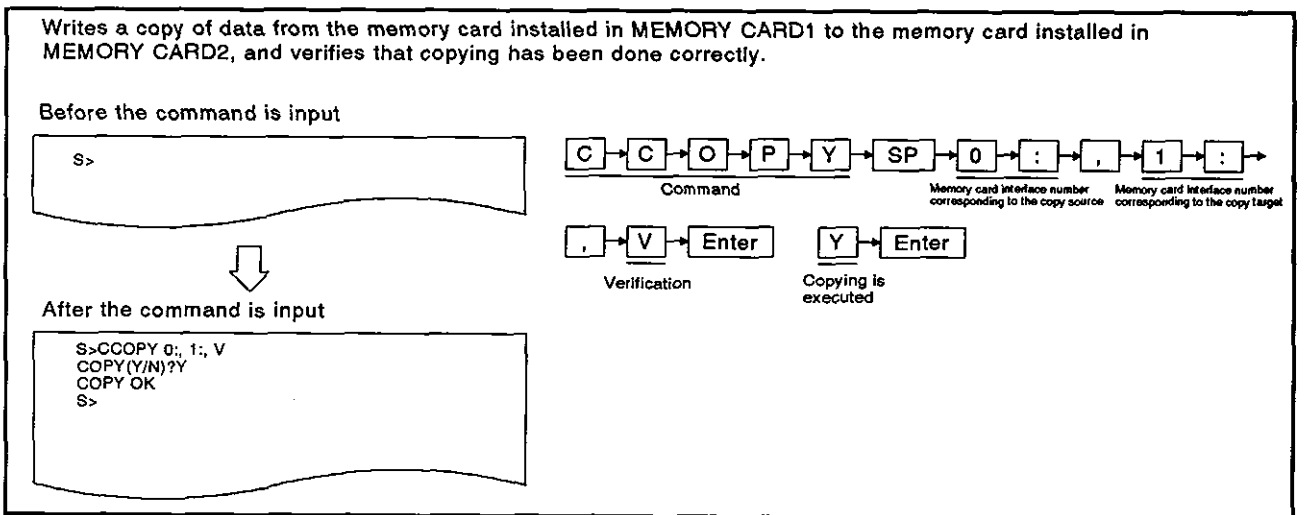 Writes a copy of data from the memory card installed in MEMORY CARD1 to the memory card installed in
MEMORY CARD2, and verifies that copying has been done correctly.
Before the command is input
S>
C C O P Y SP 0 : , 1 :
Command
Memory card interface number
corresponding to the copy source
Memory card interface number
corresponding to the copy target
, V Enter
Verification
Y Enter
Copying is
executed
After the command is input
S>CCOPY 0:, 1:, V
COPY(Y/N)?Y
COPY OK
S>